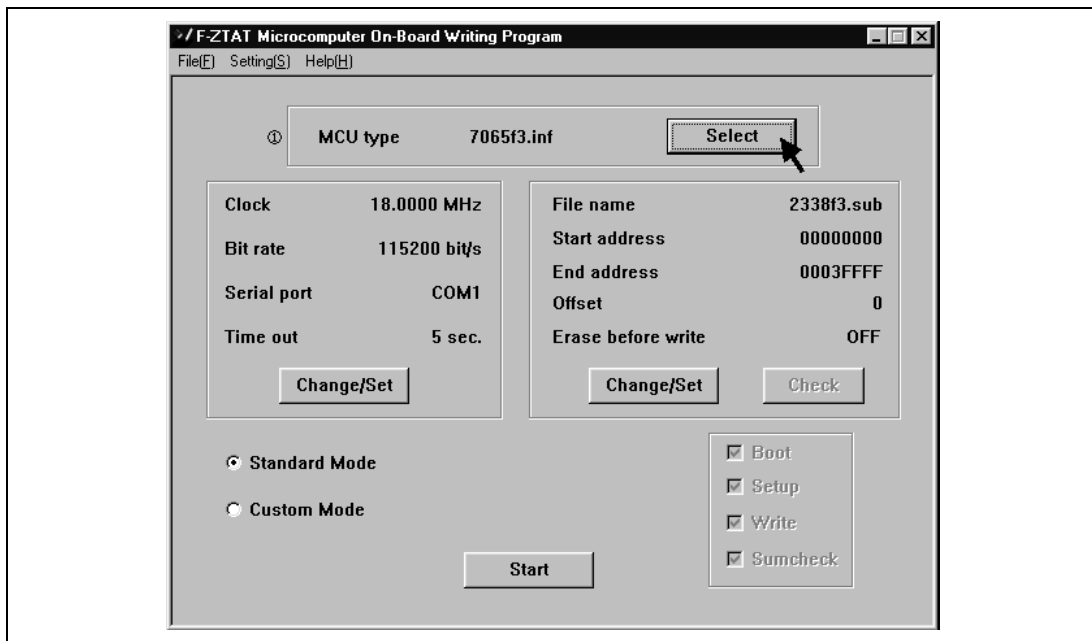 F-ZTAT Microcomputer On-Board Writing Program
File(F) Setting(S) Help(H)
① MCU type 7065f3.inf Select
Clock 18.0000 MHz
Bit rate 115200 bit/s
Serial port COM1
Time out 5 sec.
Change/Set
File name 2338f3.sub
Start address 00000000
End address 0003FFFF
Offset 0
Erase before write OFF
Change/Set Check
Standard Mode
Custom Mode
Boot
Setup
Write
Sumcheck
Start